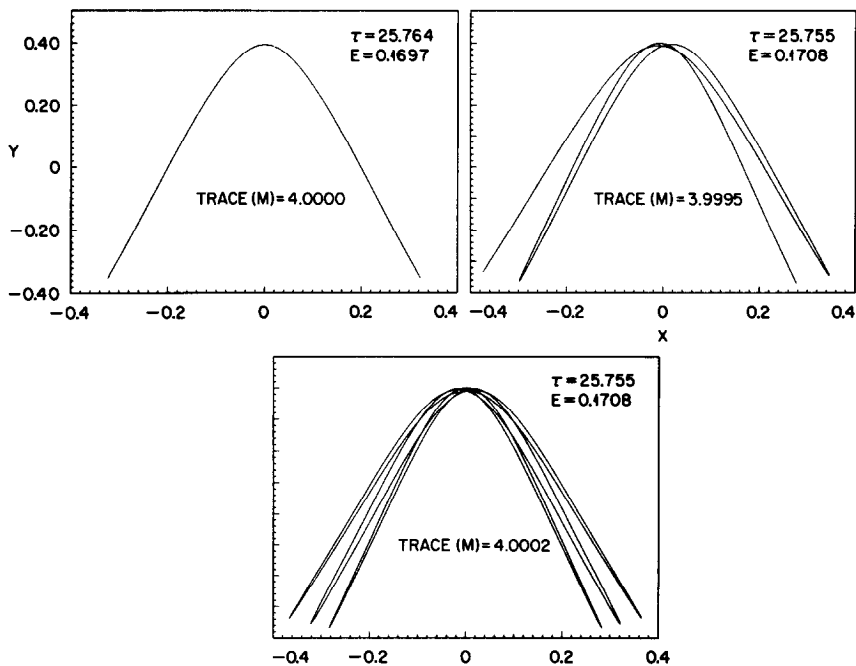 τ = 25.764
E = 0.1697
TRACE (M) = 4.0000
Y
0.40
0.20
0
−0.20
−0.40
−0.4
−0.2
0
0.2
0.4
τ = 25.755
E = 0.1708
TRACE (M) = 3.9995
−0.4
−0.2
0
0.2
0.4
X
τ = 25.755
E = 0.1708
TRACE (M) = 4.0002
−0.4
−0.2
0
0.2
0.4